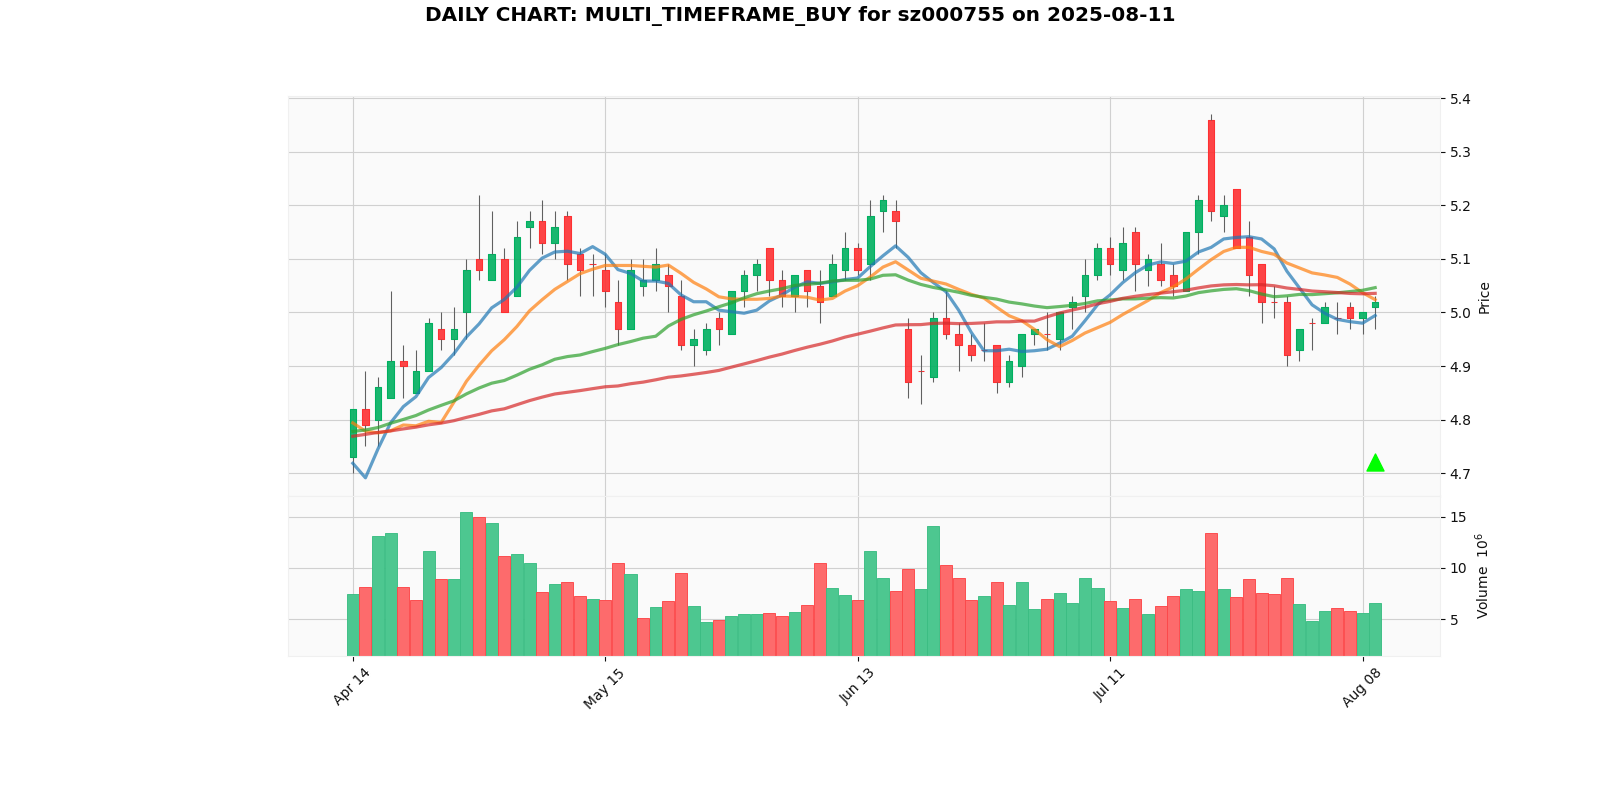 DAILY CHART: MULTI_TIMEFRAME_BUY for sz000755 on 2025-08-11
5.4
5.3
5.2
5.1
5.0
4.9
4.8
4.7
Price
15
10
5
Volume 10⁶
Apr 14
May 15
Jun 13
Jul 11
Aug 08